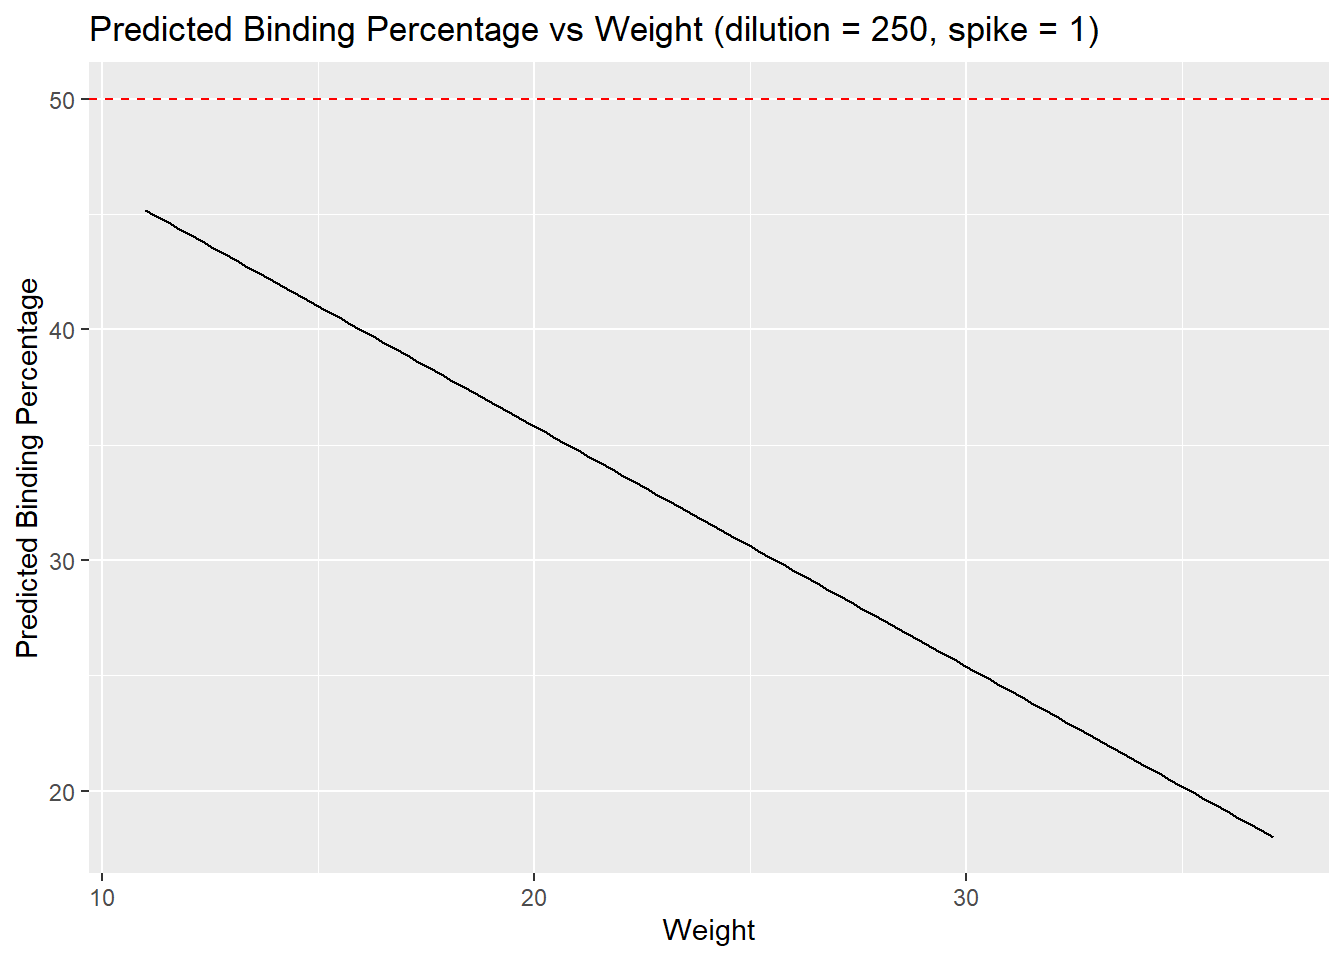 Predicted Binding Percentage vs Weight (dilution = 250, spike = 1)
Predicted Binding Percentage
50
40
30
20
10 20 30
Weight